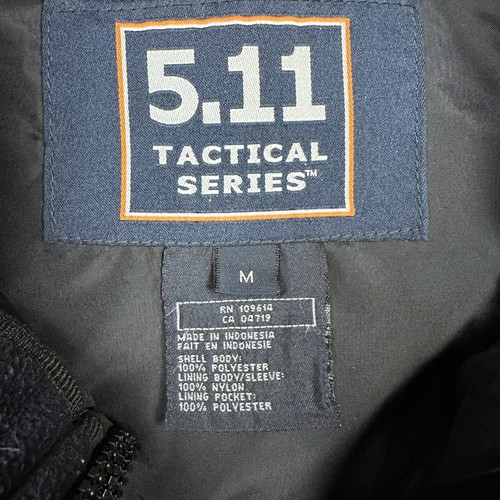 5.11
TACTICAL
SERIES™
M
RN 109614
CA 04719
MADE IN INDONESIA
FAIT EN INDONESIE
SHELL BODY:
100% POLYESTER
LINING BODY/SLEEVE:
100% NYLON
LINING POCKET:
100% POLYESTER